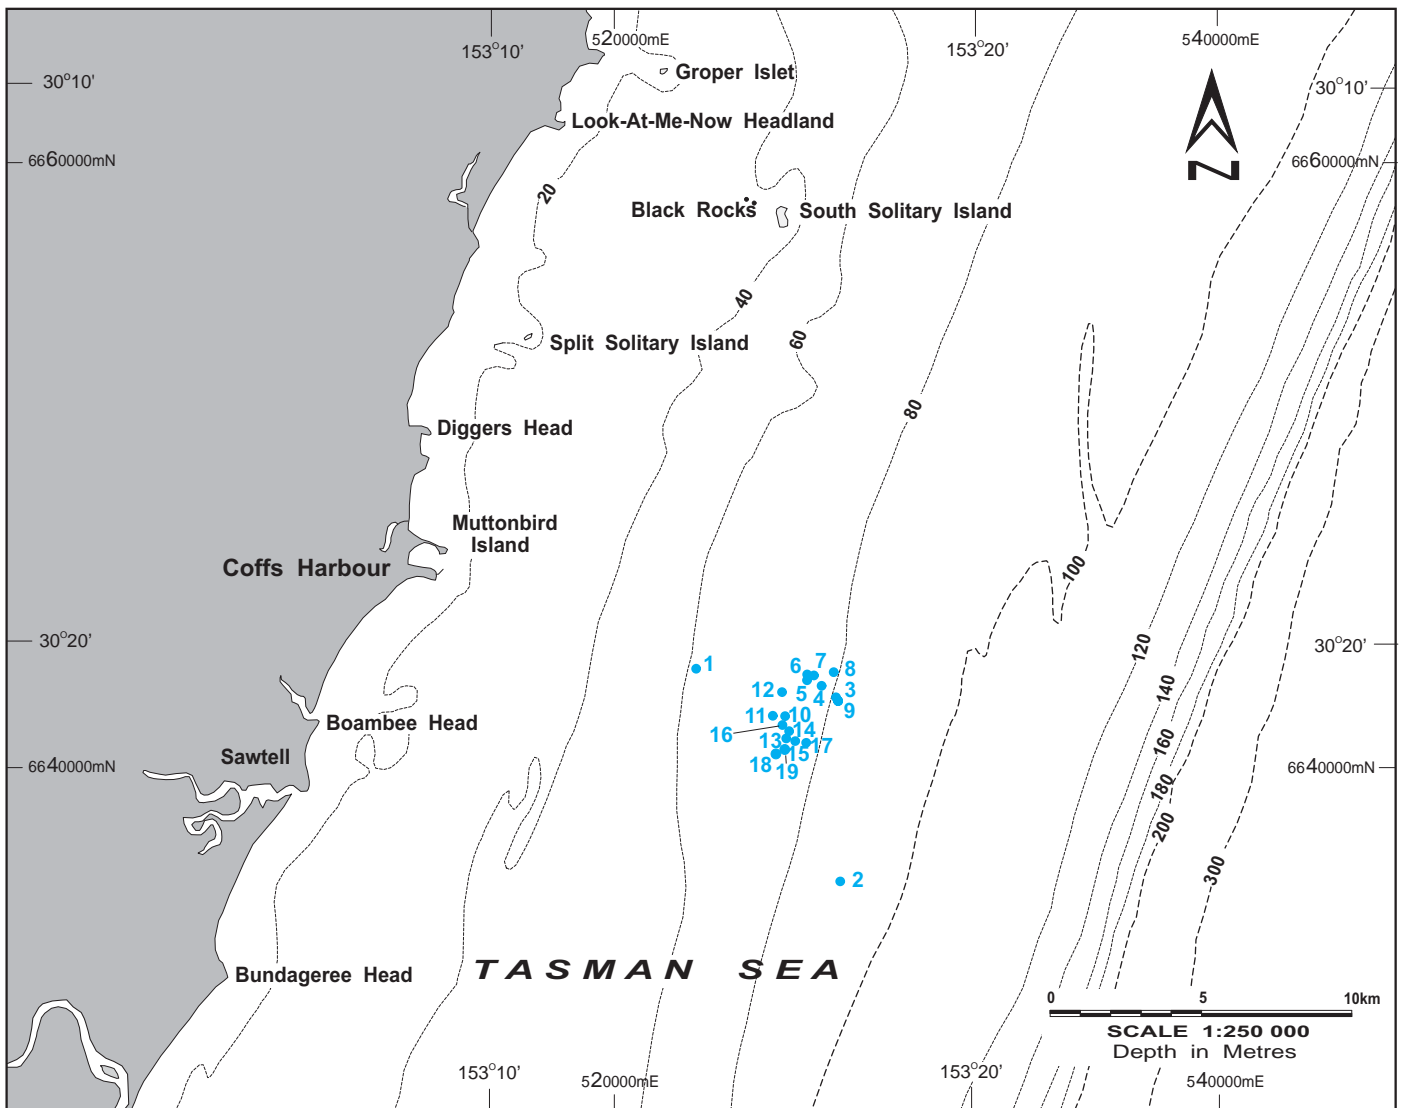 153°10'
520000mE
153°20'
540000mE
30°10'
30°10'
Groper Islet
Look-At-Me-Now Headland
6660000mN
6660000mN
N
20
Black Rocks
South Solitary Island
40
60
Split Solitary Island
80
Diggers Head
Muttonbird
Island
Coffs Harbour
100
30°20'
30°20'
120
1
6
7
8
12
5
4
3
9
140
11
10
16
14
13
17
15
18
19
160
180
200
300
Boambee Head
Sawtell
6640000mN
6640000mN
2
TASMAN SEA
Bundageree Head
0
5
10km
SCALE 1:250 000
Depth in Metres
153°10'
520000mE
153°20'
540000mE